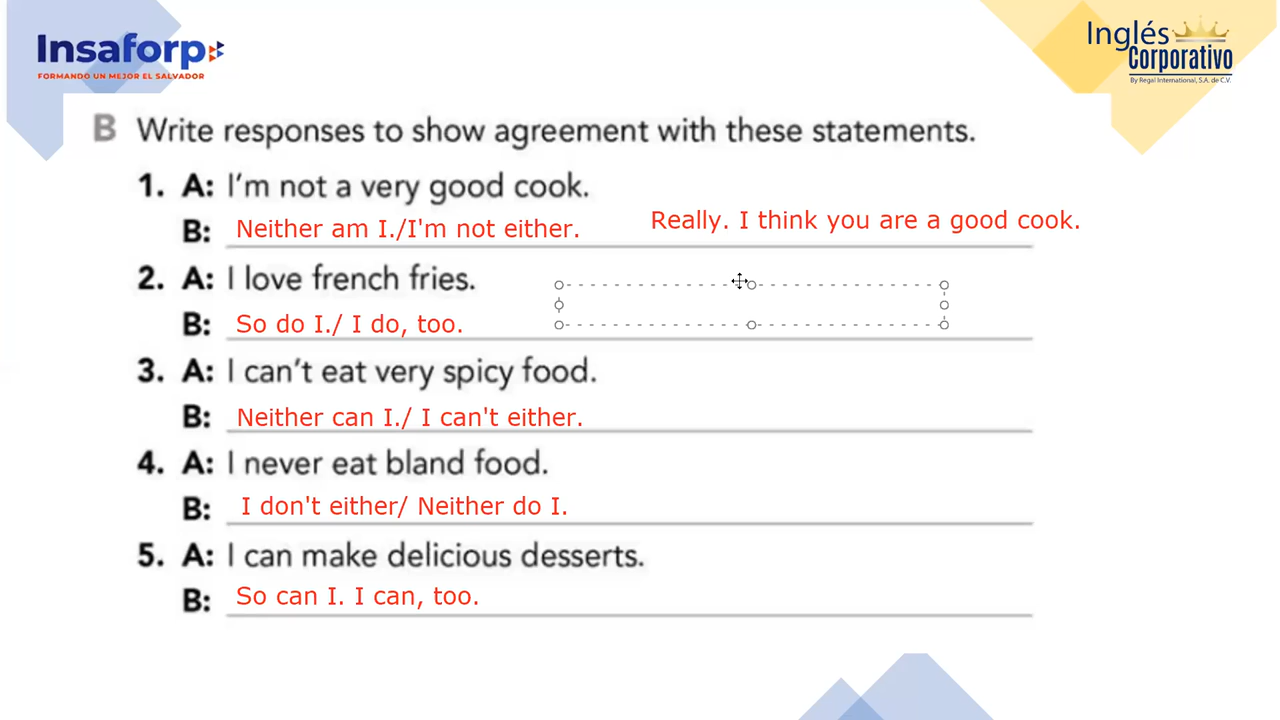 Insaforp
FORMANDO UN MEJOR EL SALVADOR
Inglés
Corporativo
By Regal International, S.A. de C.V.
B Write responses to show agreement with these statements.
1. A: I'm not a very good cook.
B: Neither am I./I'm not either. Really. I think you are a good cook.
2. A: I love french fries.
B: So do I./ I do, too.
3. A: I can't eat very spicy food.
B: Neither can I./ I can't either.
4. A: I never eat bland food.
B: I don't either/ Neither do I.
5. A: I can make delicious desserts.
B: So can I. I can, too.